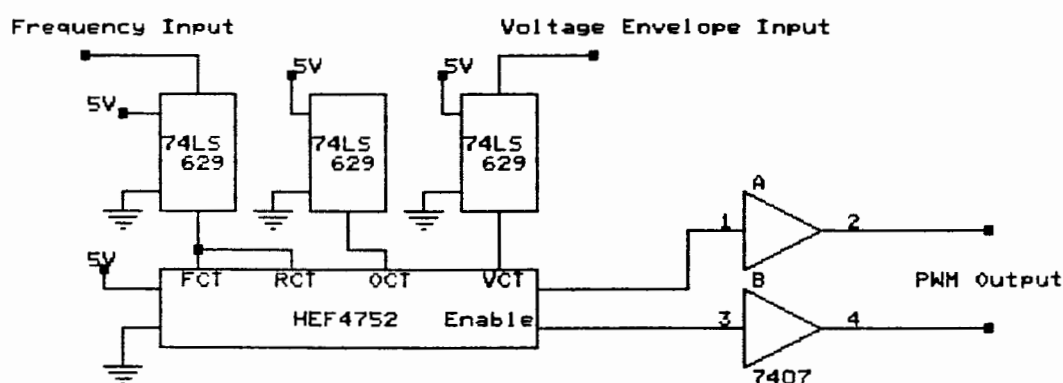 Frequency Input
Voltage Envelope Input
5V
5V
5V
74LS
629
74LS
629
74LS
629
A
1
2
5V
FCT
RCT
OCT
VCT
B
PWM Output
HEF4752
Enable
3
4
7407